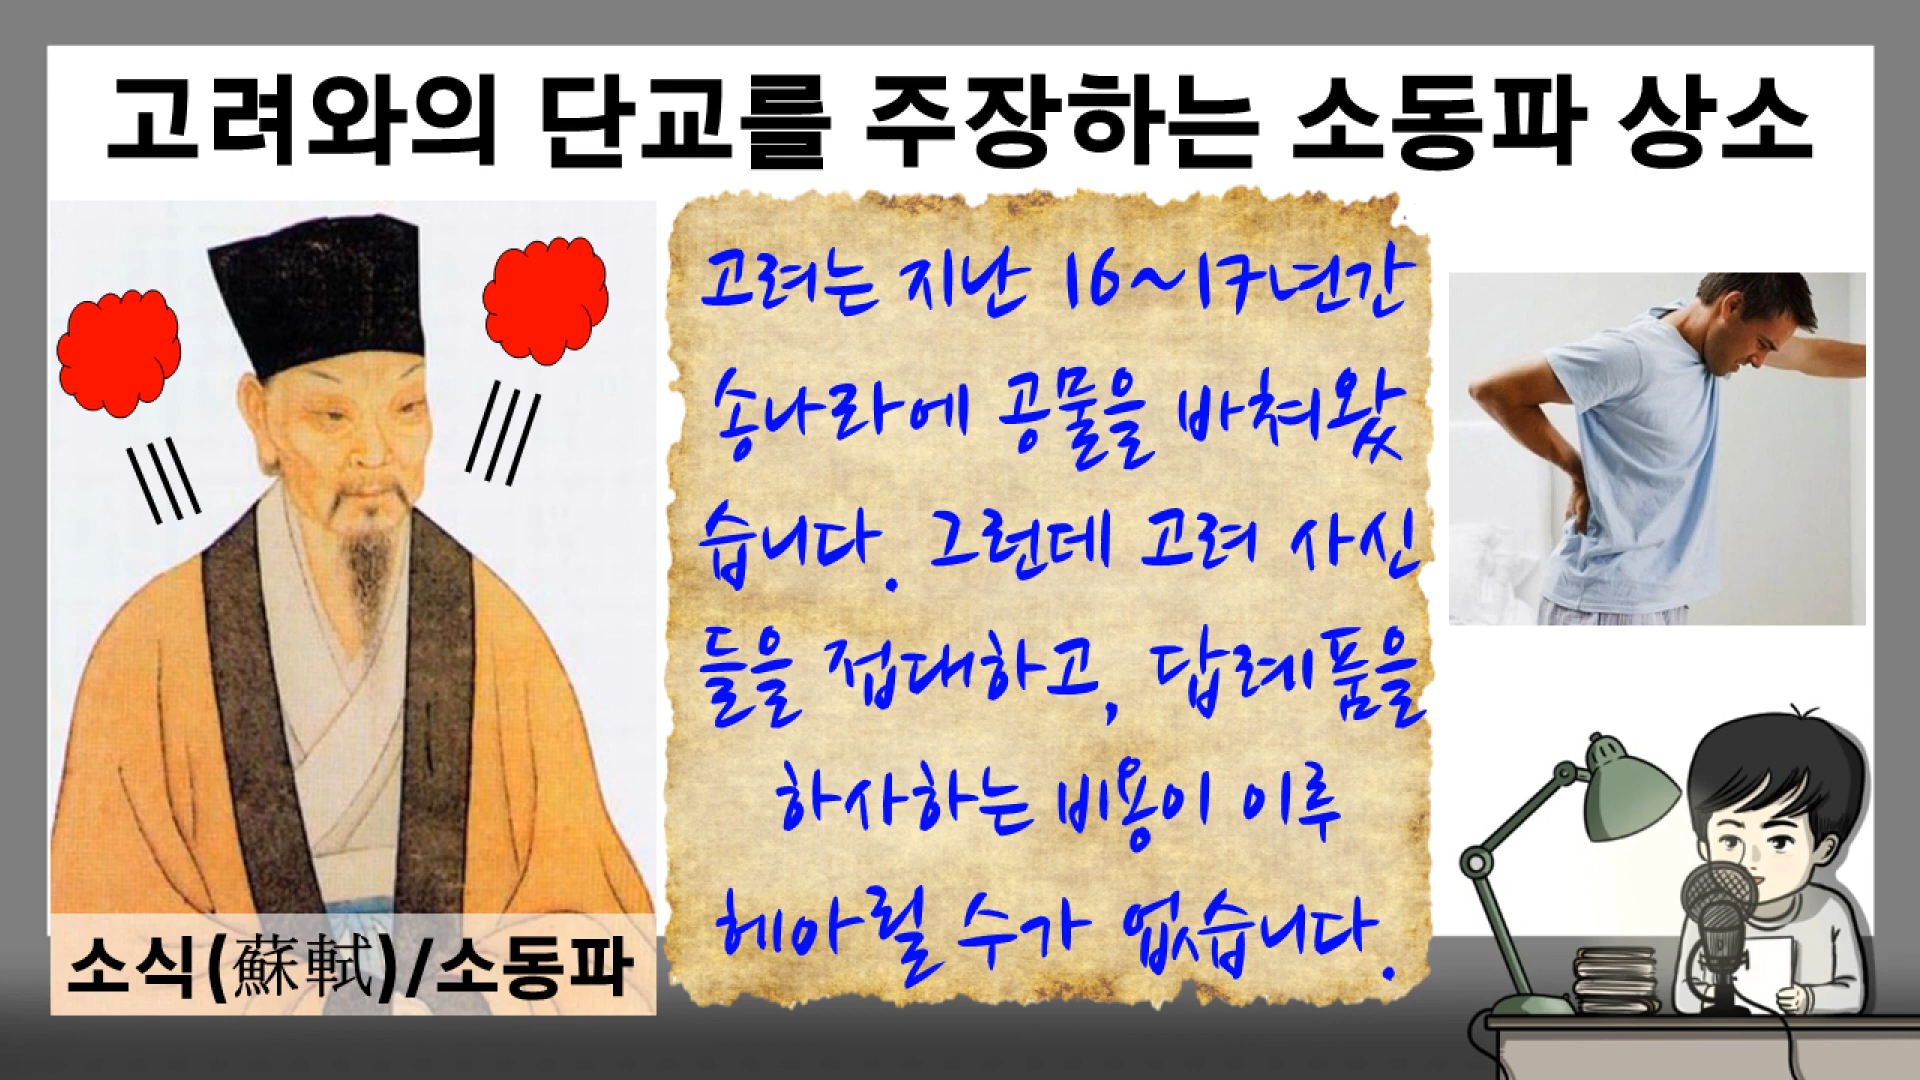 고려와의 단교를 주장하는 소동파 상소
고려는 지난 16~17년간
송나라에 공물을 바쳐왔
습니다. 그런데 고려 사신
들을 접대하고, 답례품을
하사하는 비용이 이루
헤아릴 수가 없습니다.
소식(蘇軾)/소동파